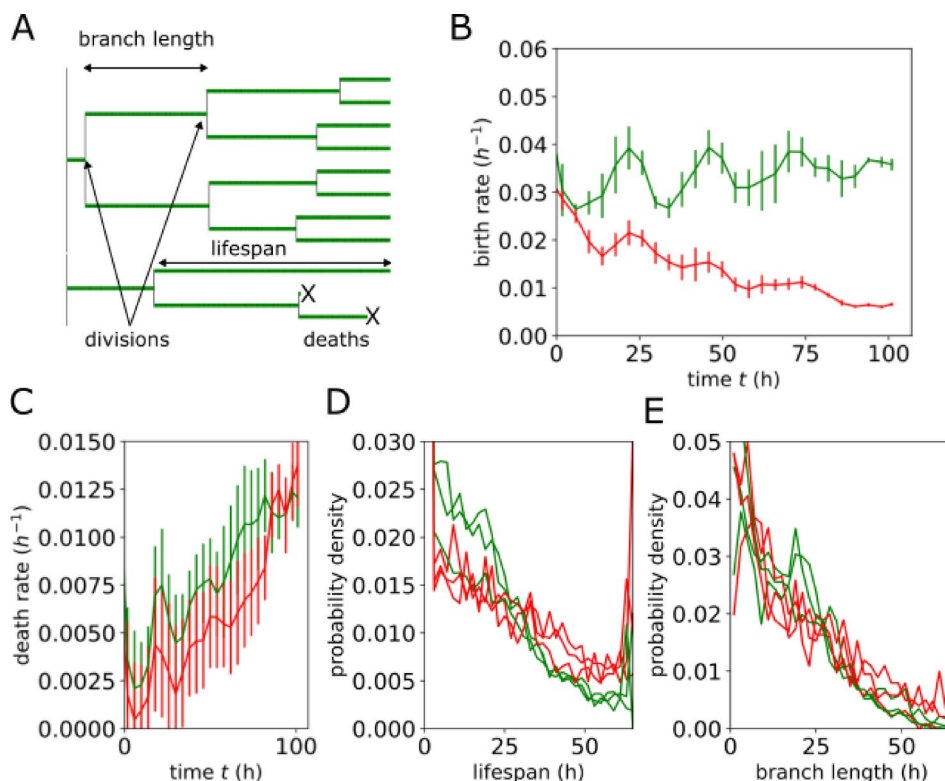 A
branch length
lifespan
X
X
divisions
deaths
B
birth rate (h⁻¹)
0.06
0.05
0.04
0.03
0.02
0.01
0.00
0
25
50
75
100
time t (h)
C
death rate (h⁻¹)
0.0150
0.0125
0.0100
0.0075
0.0050
0.0025
0.0000
0
100
time t (h)
D
probability density
0.030
0.025
0.020
0.015
0.010
0.005
0.000
0
50
lifespan (h)
E
probability density
0.05
0.04
0.03
0.02
0.01
0.00
0
25
50
branch length (h)